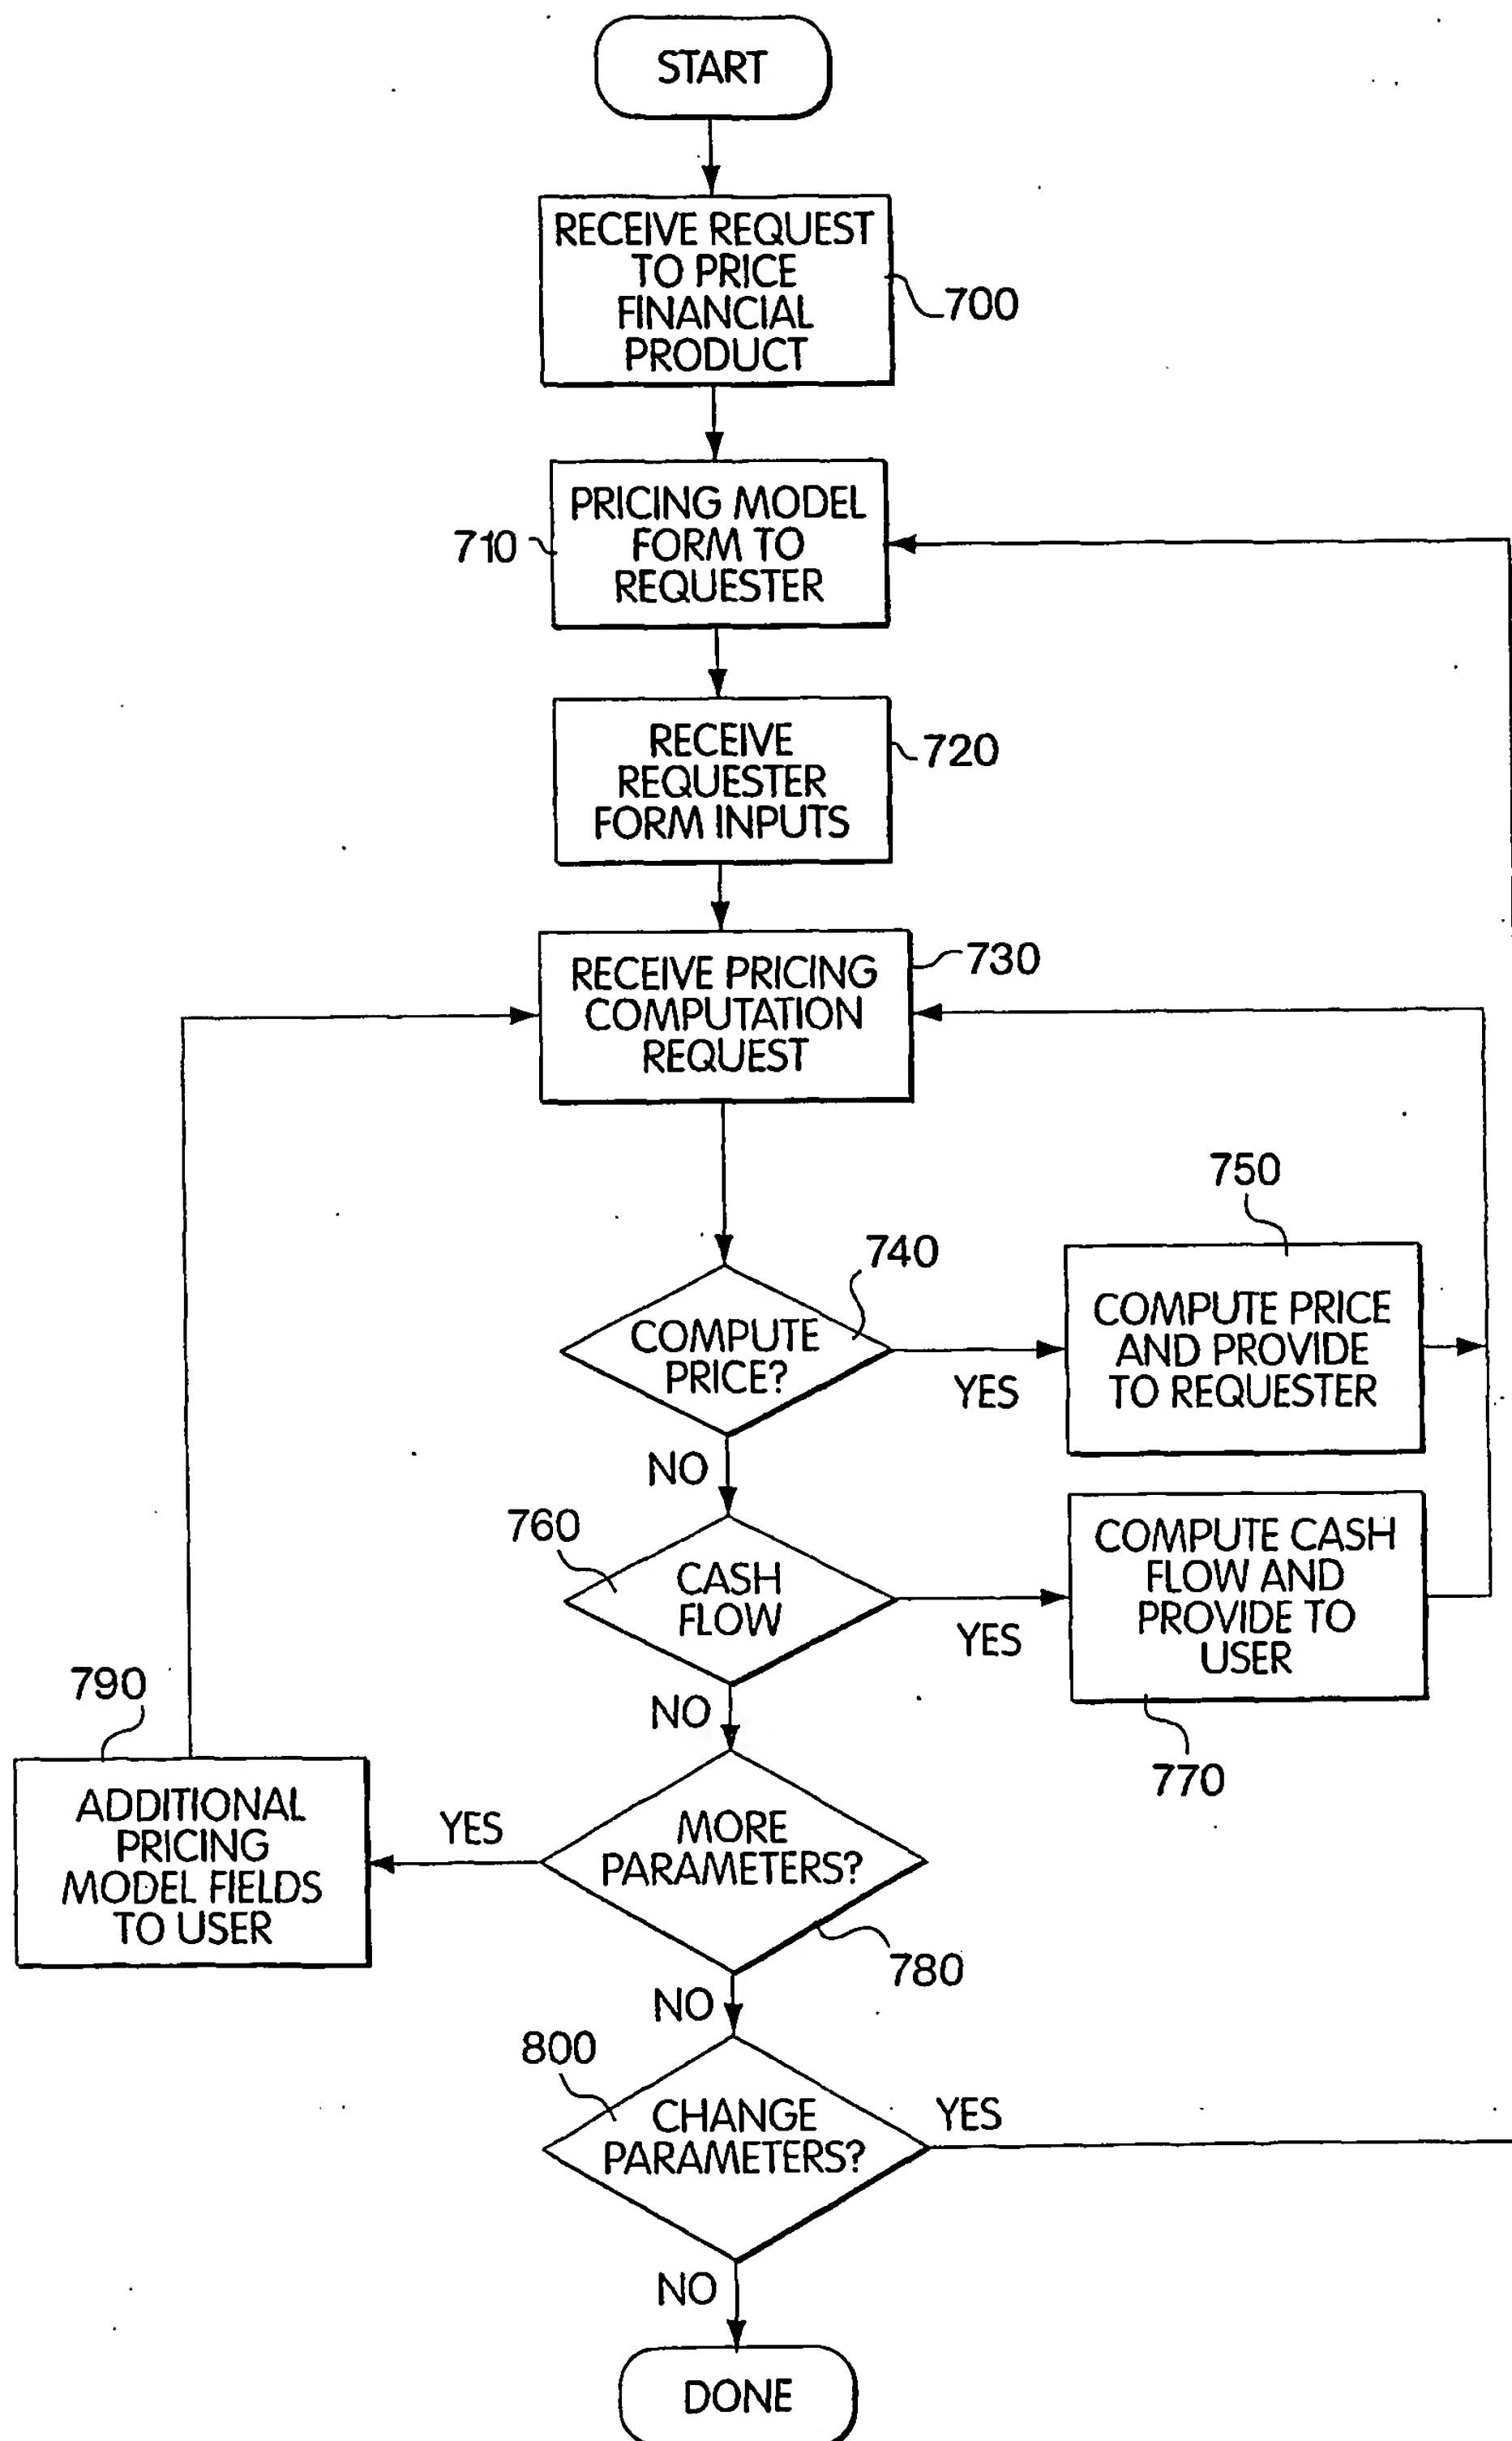 START
RECEIVE REQUEST
TO PRICE
FINANCIAL
PRODUCT
700
PRICING MODEL
FORM TO
REQUESTER
710
RECEIVE
REQUESTER
FORM INPUTS
720
RECEIVE PRICING
COMPUTATION
REQUEST
730
COMPUTE
PRICE?
740
YES
COMPUTE PRICE
AND PROVIDE
TO REQUESTER
750
NO
CASH
FLOW
760
YES
COMPUTE CASH
FLOW AND
PROVIDE TO
USER
770
NO
MORE
PARAMETERS?
780
YES
ADDITIONAL
PRICING
MODEL FIELDS
TO USER
790
NO
CHANGE
PARAMETERS?
800
YES
NO
DONE